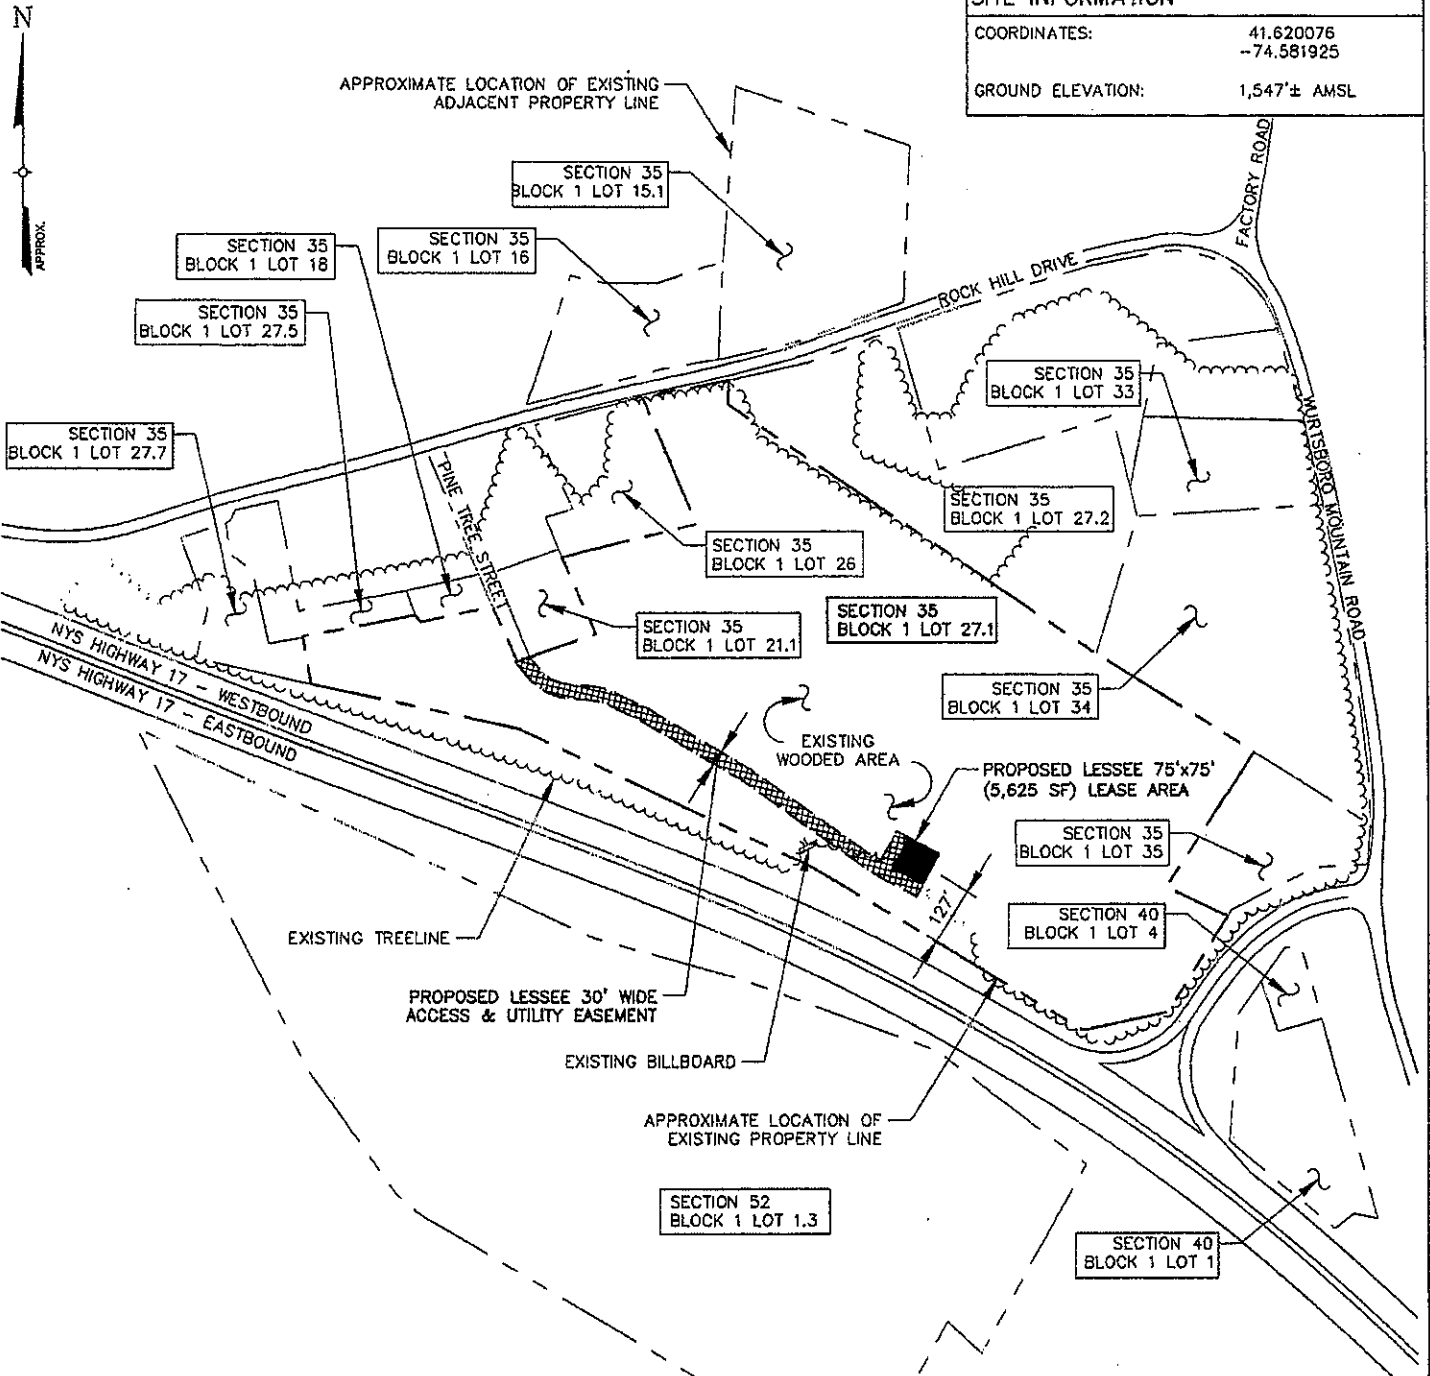 SITE INFORMATION
COORDINATES: 41.620076
-74.581925
GROUND ELEVATION: 1,547'± AMSL
N
APPROX.
APPROXIMATE LOCATION OF EXISTING
ADJACENT PROPERTY LINE
SECTION 35
BLOCK 1 LOT 15.1
FACTORY ROAD
SECTION 35
BLOCK 1 LOT 18
SECTION 35
BLOCK 1 LOT 16
ROCK HILL DRIVE
SECTION 35
BLOCK 1 LOT 27.5
SECTION 35
BLOCK 1 LOT 33
SECTION 35
BLOCK 1 LOT 27.7
PINE TREE STREET
WURTSBORO MOUNTAIN ROAD
SECTION 35
BLOCK 1 LOT 27.2
SECTION 35
BLOCK 1 LOT 26
SECTION 35
BLOCK 1 LOT 27.1
SECTION 35
BLOCK 1 LOT 21.1
NYS HIGHWAY 17 - WESTBOUND
NYS HIGHWAY 17 - EASTBOUND
SECTION 35
BLOCK 1 LOT 34
EXISTING
WOODED AREA
PROPOSED LESSEE 75'x75'
(5,625 SF) LEASE AREA
SECTION 35
BLOCK 1 LOT 35
127'
SECTION 40
BLOCK 1 LOT 4
EXISTING TREELINE
PROPOSED LESSEE 30' WIDE
ACCESS & UTILITY EASEMENT
EXISTING BILLBOARD
APPROXIMATE LOCATION OF
EXISTING PROPERTY LINE
SECTION 52
BLOCK 1 LOT 1.3
SECTION 40
BLOCK 1 LOT 1